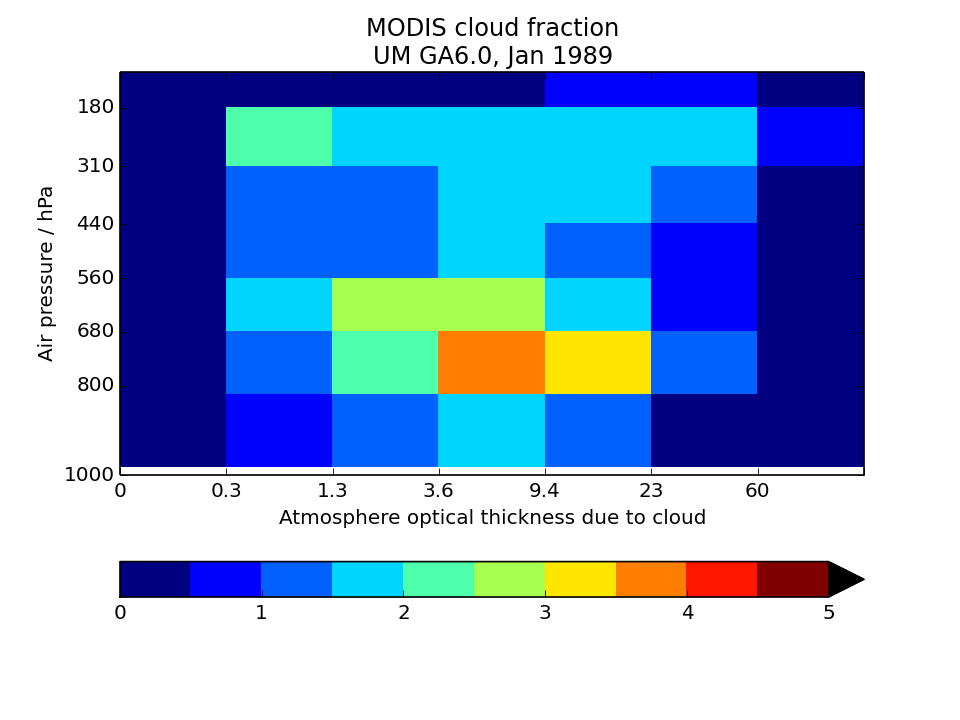 MODIS cloud fraction
UM GA6.0, Jan 1989
180
310
440
560
680
800
1000
Air pressure / hPa
0 0.3 1.3 3.6 9.4 23 60
Atmosphere optical thickness due to cloud
0 1 2 3 4 5